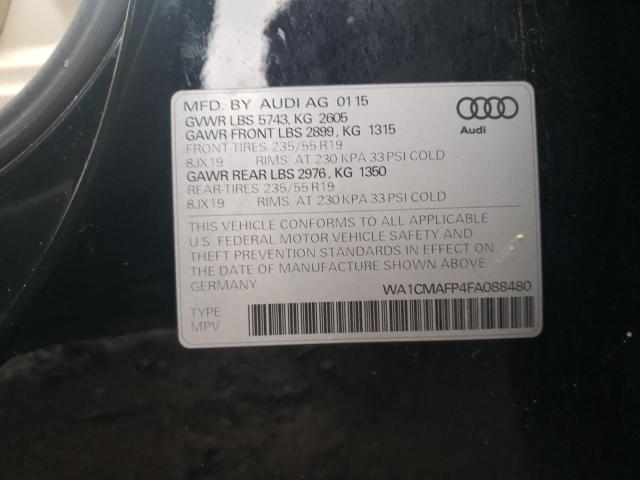 MFD. BY AUDI AG 01 15
GVWR LBS 5743, KG 2605
GAWR FRONT LBS 2899, KG 1315
FRONT-TIRES 235/55 R19
8JX19 RIMS, AT 230 KPA 33 PSI COLD
GAWR REAR LBS 2976, KG 1350
REAR-TIRES 235/55 R19
8JX19 RIMS, AT 230 KPA 33 PSI COLD
Audi
THIS VEHICLE CONFORMS TO ALL APPLICABLE
U.S. FEDERAL MOTOR VEHICLE SAFETY AND
THEFT PREVENTION STANDARDS IN EFFECT ON
THE DATE OF MANUFACTURE SHOWN ABOVE.
GERMANY WA1CMAFP4FA088480
TYPE
MPV